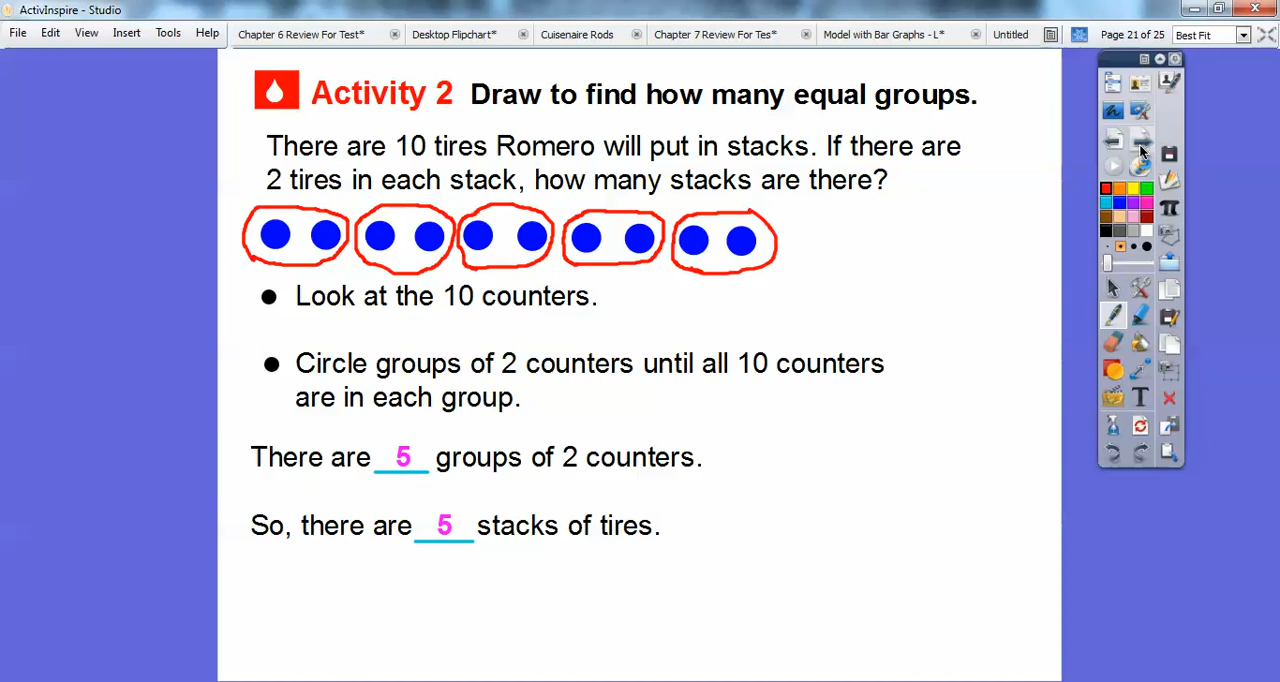 ActivInspire - Studio
File Edit View Insert Tools Help Chapter 6 Review For Test* Desktop Flipchart* Cuisenaire Rods Chapter 7 Review For Tes* Model with Bar Graphs - L* Untitled Page 21 of 25 Best Fit
Activity 2 Draw to find how many equal groups.
There are 10 tires Romero will put in stacks. If there are
2 tires in each stack, how many stacks are there?
● Look at the 10 counters.
● Circle groups of 2 counters until all 10 counters
are in each group.
There are 5 groups of 2 counters.
So, there are 5 stacks of tires.